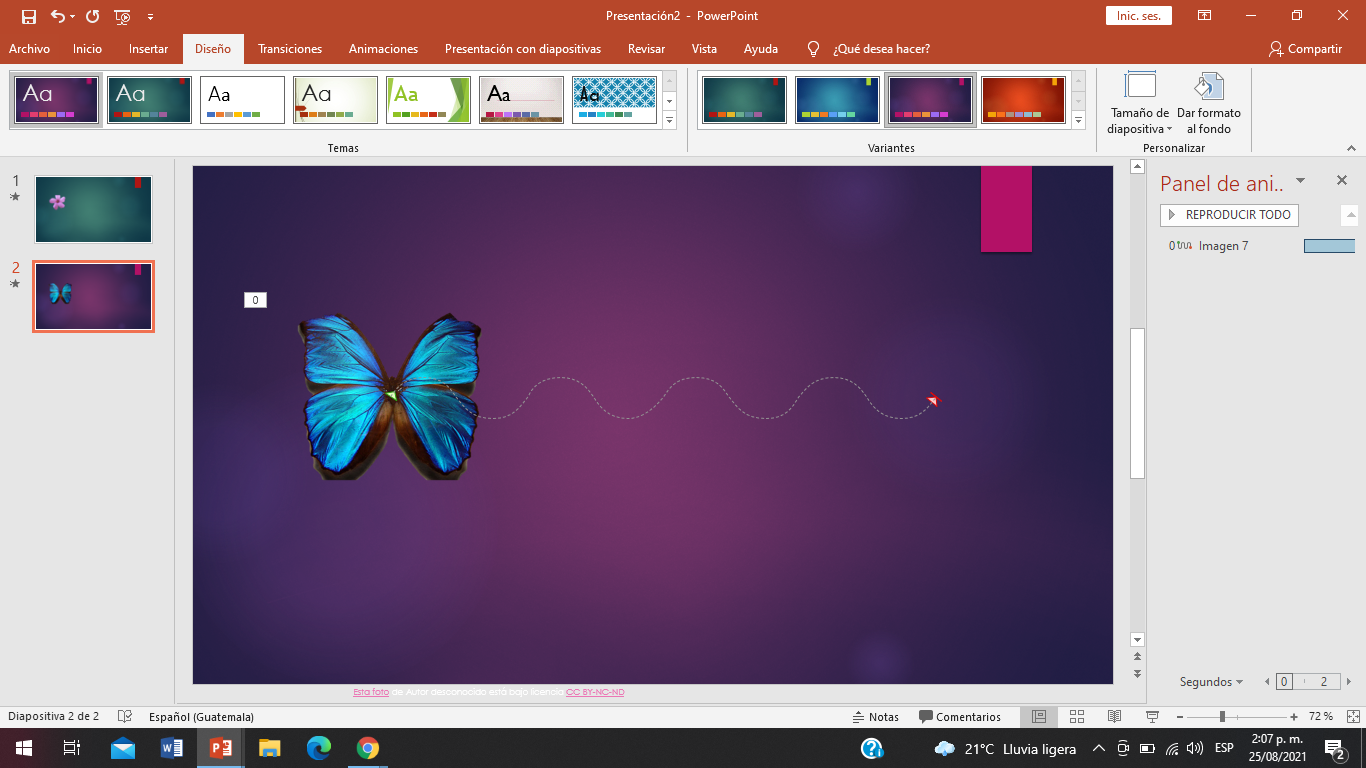 Presentación2 - PowerPoint
Inic. ses.
Archivo Inicio Insertar Diseño Transiciones Animaciones Presentación con diapositivas Revisar Vista Ayuda ¿Qué desea hacer? Compartir
Aa Aa Aa Aa Aa Aa Aa
Tamaño de diapositiva
Dar formato al fondo
Temas Variantes Personalizar
1
2
0
Esta foto de Autor desconocido está bajo licencia CC BY-NC-ND
Panel de ani..
REPRODUCIR TODO
0 Imagen 7
Segundos 0 2
Diapositiva 2 de 2 Español (Guatemala) Notas Comentarios 72 %
21°C Lluvia ligera ESP 2:07 p. m.
25/08/2021
2